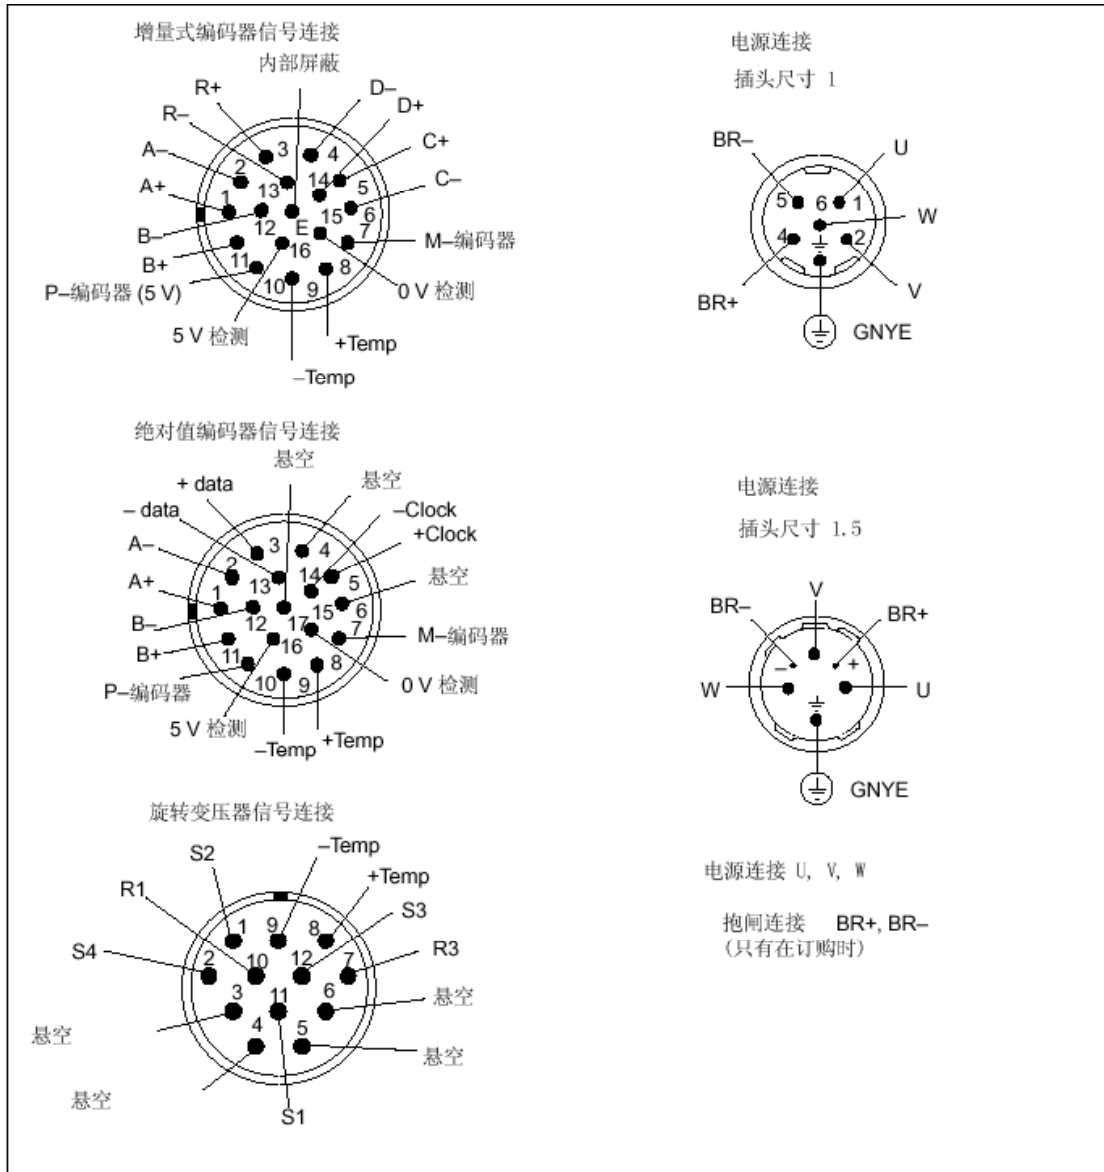 增量式编码器信号连接
内部屏蔽
R+
D–
R–
D+
A–
C+
A+
C–
3
4
2
13
14
5
1
12
E
15
6
B–
7
M–编码器
B+
11
16
8
P–编码器 (5 V)
10
9
0 V 检测
5 V 检测
+Temp
–Temp
电源连接
插头尺寸 1
BR–
U
5
6
1
W
4
2
BR+
V
GNYE
绝对值编码器信号连接
悬空
+ data
悬空
– data
–Clock
A–
+Clock
A+
悬空
3
4
2
13
14
5
1
15
6
B–
12
17
7
M–编码器
B+
11
16
8
P–编码器
10
9
0 V 检测
5 V 检测
–Temp
+Temp
电源连接
插头尺寸 1.5
V
BR–
BR+
–
+
W
U
GNYE
旋转变压器信号连接
S2
–Temp
R1
+Temp
S3
S4
R3
1
9
8
2
10
12
7
3
11
6
悬空
4
5
悬空
悬空
悬空
S1
电源连接 U, V, W
抱闸连接 BR+, BR–
(只有在订购时)